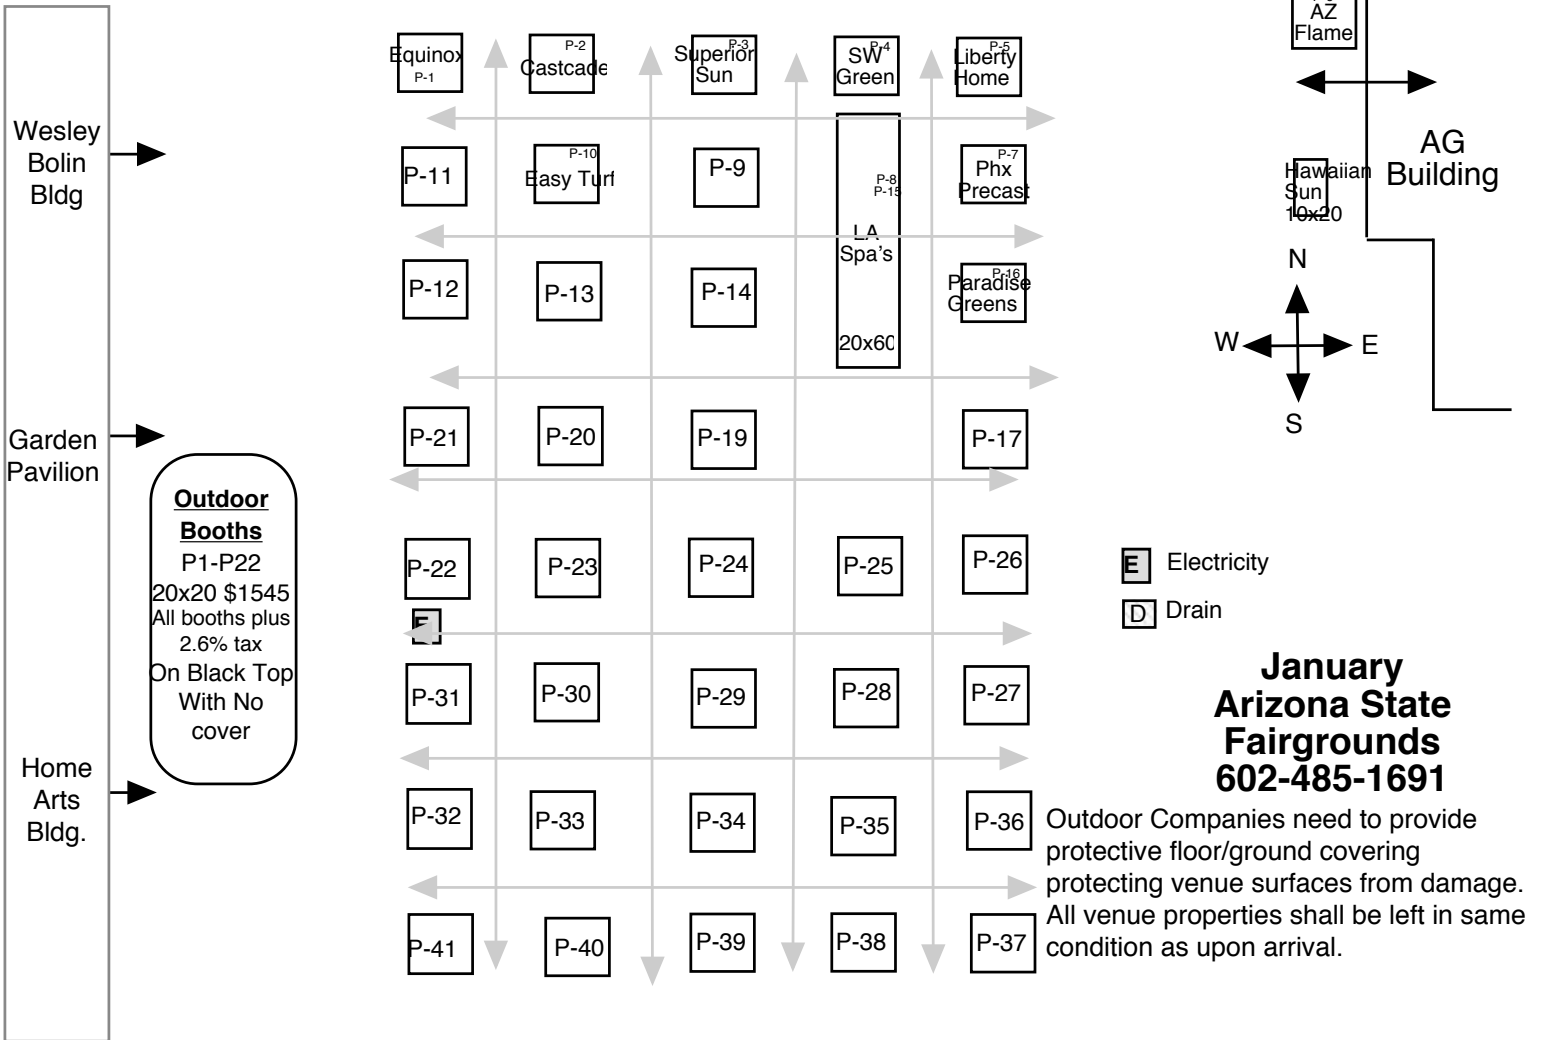 AZ
Flame
Equinox
P-1
P-2
Castcade
P-3
Superior
Sun
P-4
SW
Green
P-5
Liberty
Home
Wesley
Bolin
Bldg
P-11
P-10
Easy Turf
P-9
P-8
P-15
LA
Spa's
20x60
P-7
Phx
Precast
Hawaiian
Sun
10x20
AG
Building
P-12
P-13
P-14
P-16
Paradise
Greens
N
W
E
S
Garden
Pavilion
P-21
P-20
P-19
P-17
Outdoor
Booths
P1-P22
20x20 $1545
All booths plus
2.6% tax
On Black Top
With No
cover
P-22
P-23
P-24
P-25
P-26
E
E Electricity
D Drain
P-31
P-30
P-29
P-28
P-27
January
Arizona State
Fairgrounds
602-485-1691
Home
Arts
Bldg.
P-32
P-33
P-34
P-35
P-36
Outdoor Companies need to provide
protective floor/ground covering
protecting venue surfaces from damage.
All venue properties shall be left in same
condition as upon arrival.
P-41
P-40
P-39
P-38
P-37